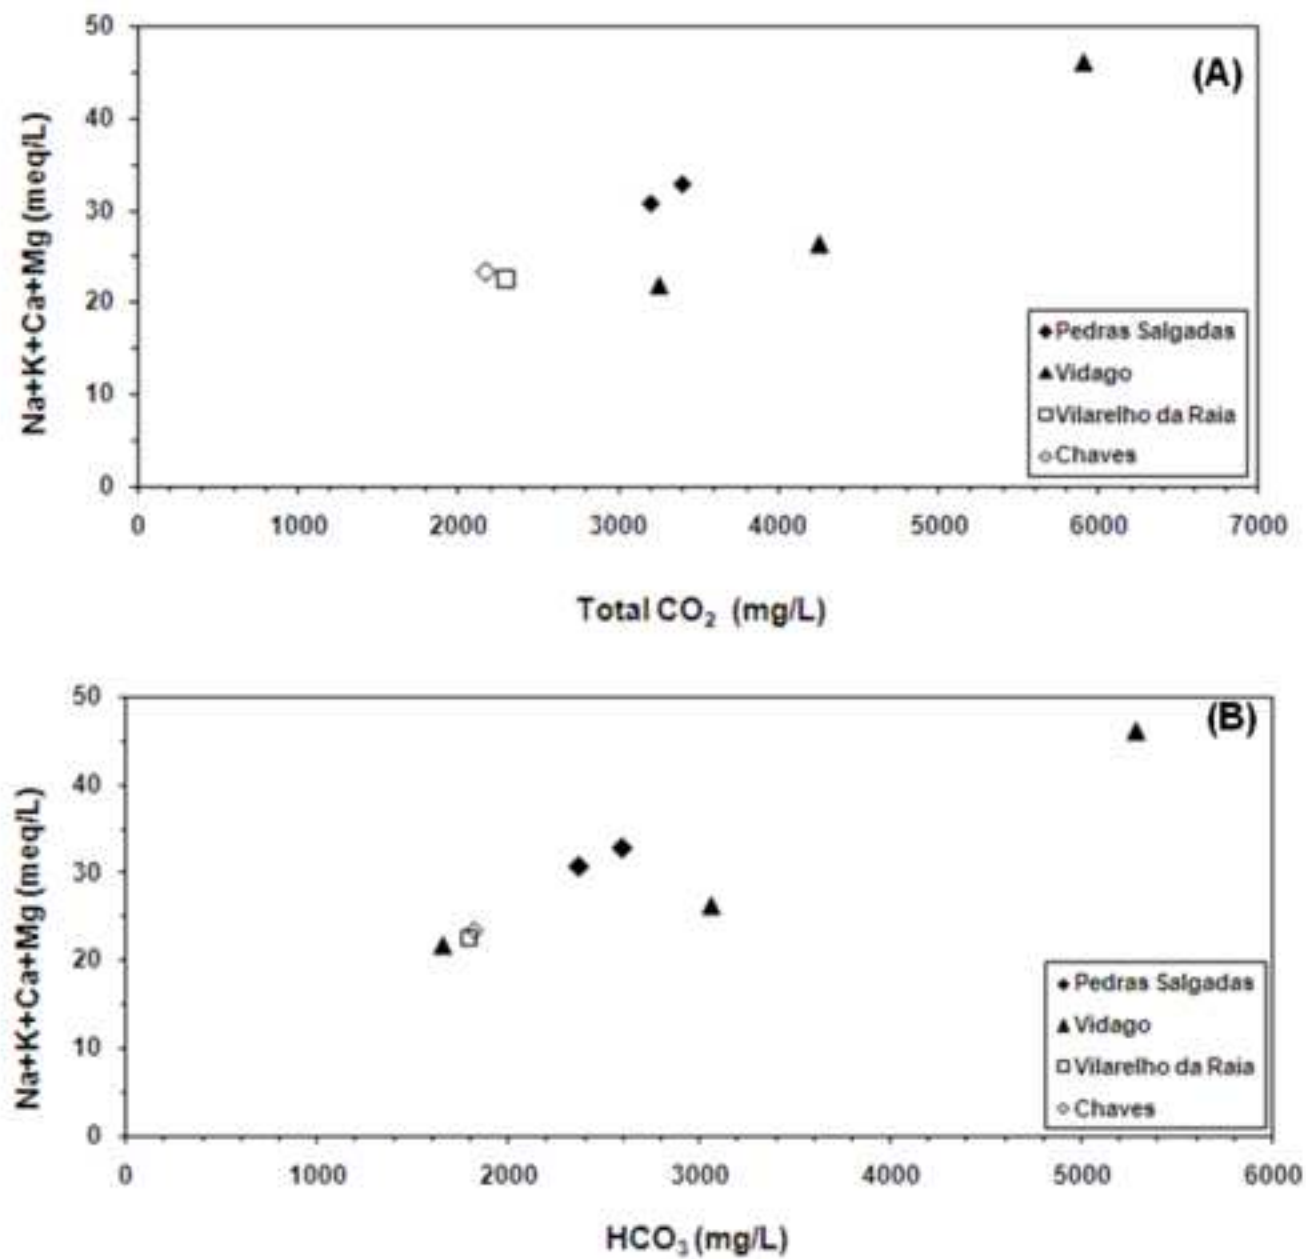 50
(A)
40
30
20
10
0
Na+K+Ca+Mg (meq/L)
Pedras Salgadas
Vidago
Vilarelho da Raia
Chaves
0 1000 2000 3000 4000 5000 6000 7000
Total CO₂ (mg/L)
50
(B)
40
30
20
10
0
Na+K+Ca+Mg (meq/L)
Pedras Salgadas
Vidago
Vilarelho da Raia
Chaves
0 1000 2000 3000 4000 5000 6000
HCO₃ (mg/L)